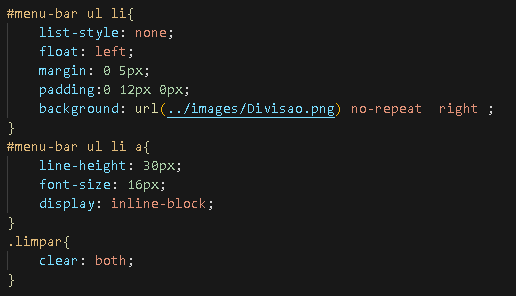 #menu-bar ul li{
    list-style: none;
    float: left;
    margin: 0 5px;
    padding:0 12px 0px;
    background: url(../images/Divisao.png) no-repeat  right ;
}
#menu-bar ul li a{
    line-height: 30px;
    font-size: 16px;
    display: inline-block;
}
.limpar{
    clear: both;
}